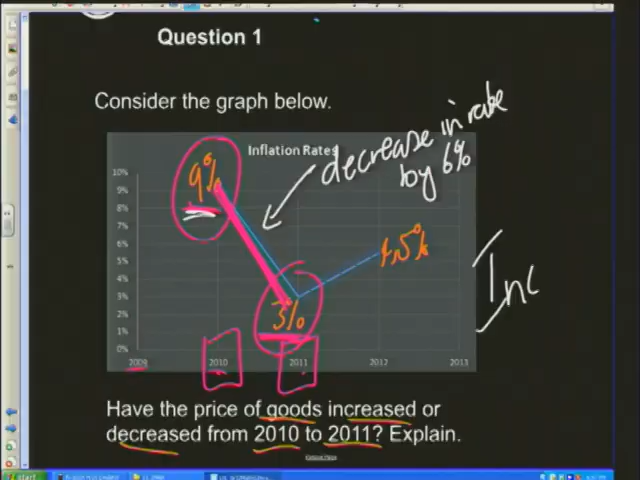 Question 1
Consider the graph below.
Inflation Rates
decrease in rate
by 6%
10%
9%
8%
7%
6%
5%
4%
3%
2%
1%
0%
9%
3%
4,5%
Inc
2009
2010
2011
2012
2013
Have the price of goods increased or
decreased from 2010 to 2011? Explain.
start